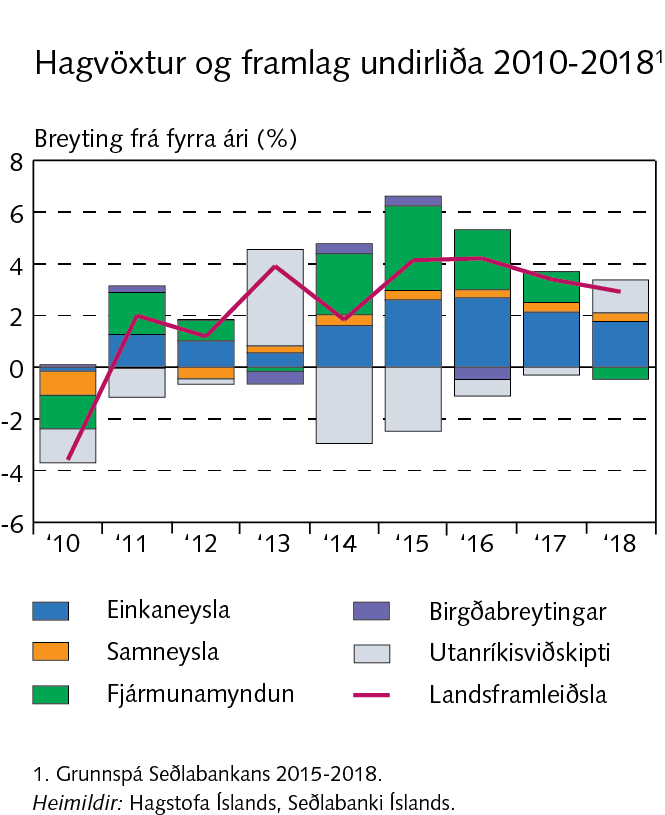 Hagvöxtur og framlag undirliða 2010-2018¹
Breyting frá fyrra ári (%)
8
6
4
2
0
-2
-4
-6
‘10 ‘11 ‘12 ‘13 ‘14 ‘15 ‘16 ‘17 ‘18
Einkaneysla
Samneysla
Fjármunamyndun
Birgðabreytingar
Utanríkisviðskipti
Landsframleiðsla
1. Grunnspá Seðlabankans 2015-2018.
Heimildir: Hagstofa Íslands, Seðlabanki Íslands.